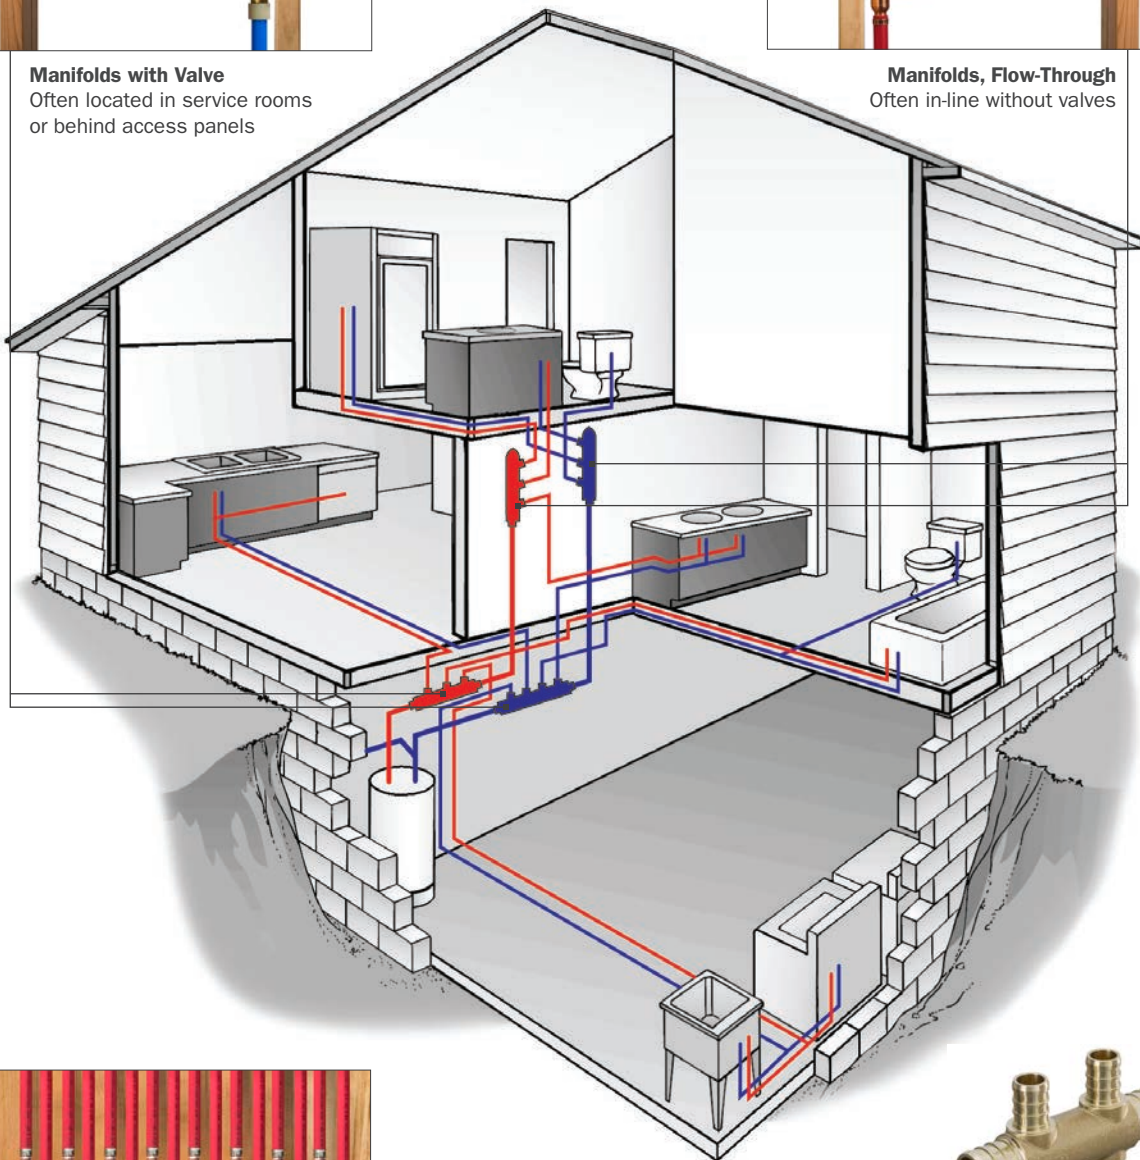 Manifolds with Valve
Often located in service rooms
or behind access panels
Manifolds, Flow-Through
Often in-line without valves